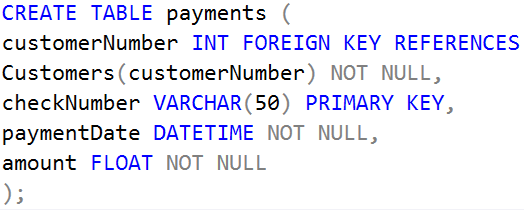 CREATE TABLE payments (
customerNumber INT FOREIGN KEY REFERENCES
Customers(customerNumber) NOT NULL,
checkNumber VARCHAR(50) PRIMARY KEY,
paymentDate DATETIME NOT NULL,
amount FLOAT NOT NULL
);